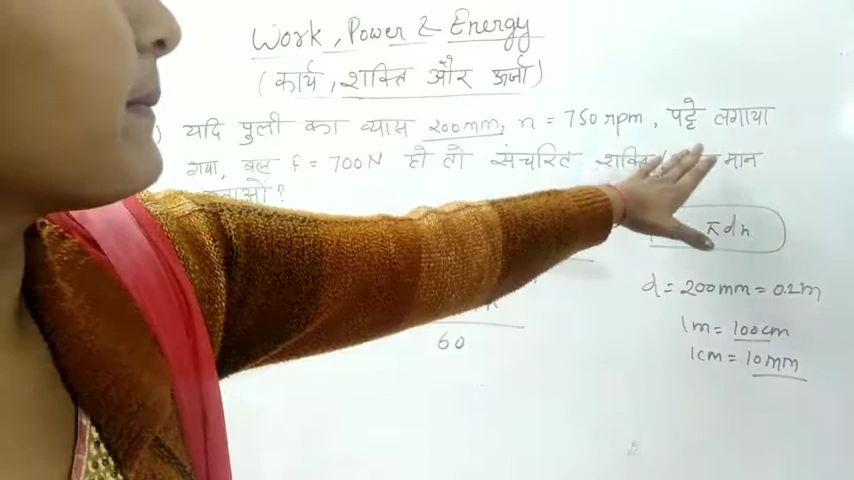 Work, Power & Energy
(कार्य, शक्ति और ऊर्जा)
) यदि पुली का व्यास 200mm, n = 750 rpm, पट्टे लगाया
गया, बल F = 700N हो तो संचरित शक्ति मान
πdn
d = 200mm = 0.2m
1m = 100cm
1cm = 10mm
60